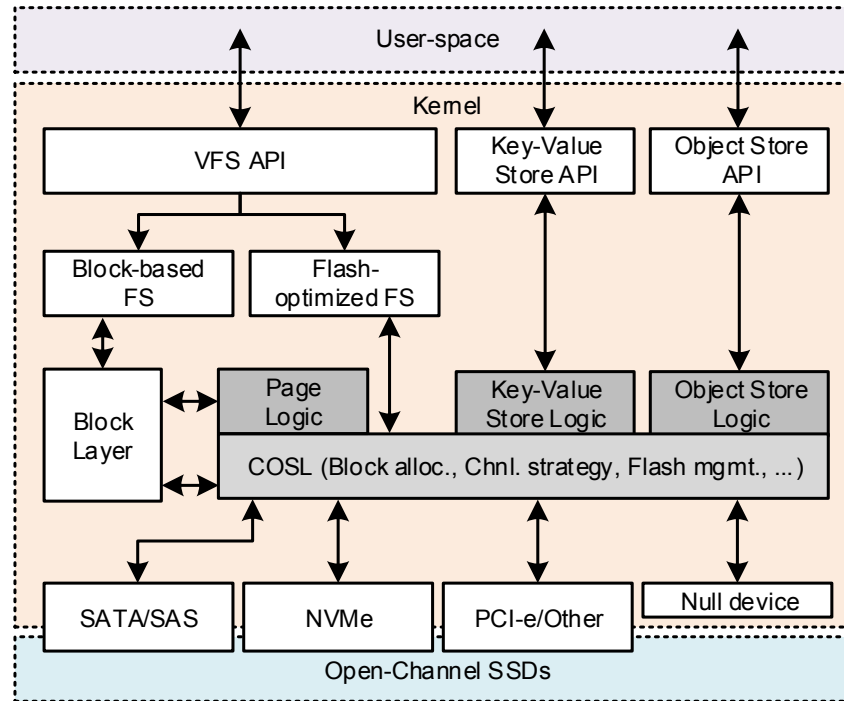 User-space
Kernel
VFS API
Key-Value
Store API
Object Store
API
Block-based
FS
Flash-
optimized FS
Block
Layer
Page
Logic
Key-Value
Store Logic
Object Store
Logic
COSL (Block alloc., Chnl. strategy, Flash mgmt., ...)
SATA/SAS
NVMe
PCI-e/Other
Null device
Open-Channel SSDs